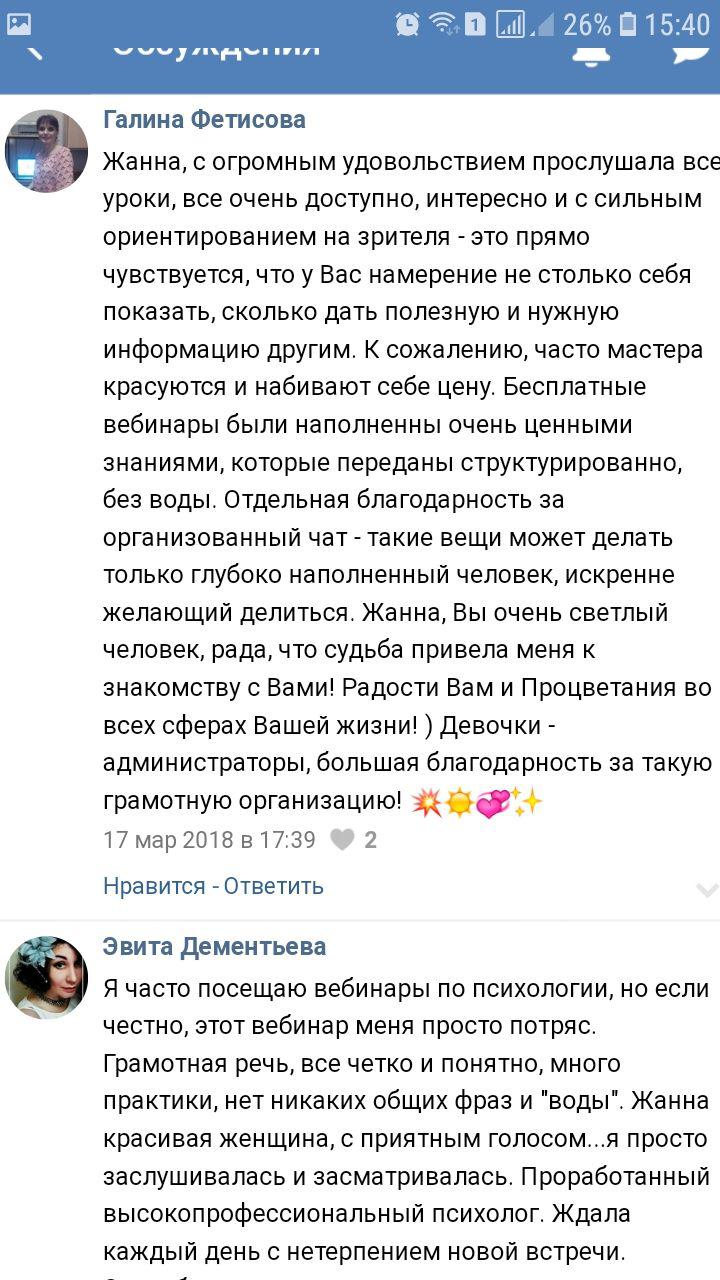 26% 15:40
Обсуждения
Галина Фетисова
Жанна, с огромным удовольствием прослушала все
уроки, все очень доступно, интересно и с сильным
ориентированием на зрителя - это прямо
чувствуется, что у Вас намерение не столько себя
показать, сколько дать полезную и нужную
информацию другим. К сожалению, часто мастера
красуются и набивают себе цену. Бесплатные
вебинары были наполненны очень ценными
знаниями, которые переданы структурированно,
без воды. Отдельная благодарность за
организованный чат - такие вещи может делать
только глубоко наполненный человек, искренне
желающий делиться. Жанна, Вы очень светлый
человек, рада, что судьба привела меня к
знакомству с Вами! Радости Вам и Процветания во
всех сферах Вашей жизни! ) Девочки -
администраторы, большая благодарность за такую
грамотную организацию! 💥☀️💞✨
17 мар 2018 в 17:39 2
Нравится - Ответить
Эвита Дементьева
Я часто посещаю вебинары по психологии, но если
честно, этот вебинар меня просто потряс.
Грамотная речь, все четко и понятно, много
практики, нет никаких общих фраз и "воды". Жанна
красивая женщина, с приятным голосом...я просто
заслушивалась и засматривалась. Проработанный
высокопрофессиональный психолог. Ждала
каждый день с нетерпением новой встречи.